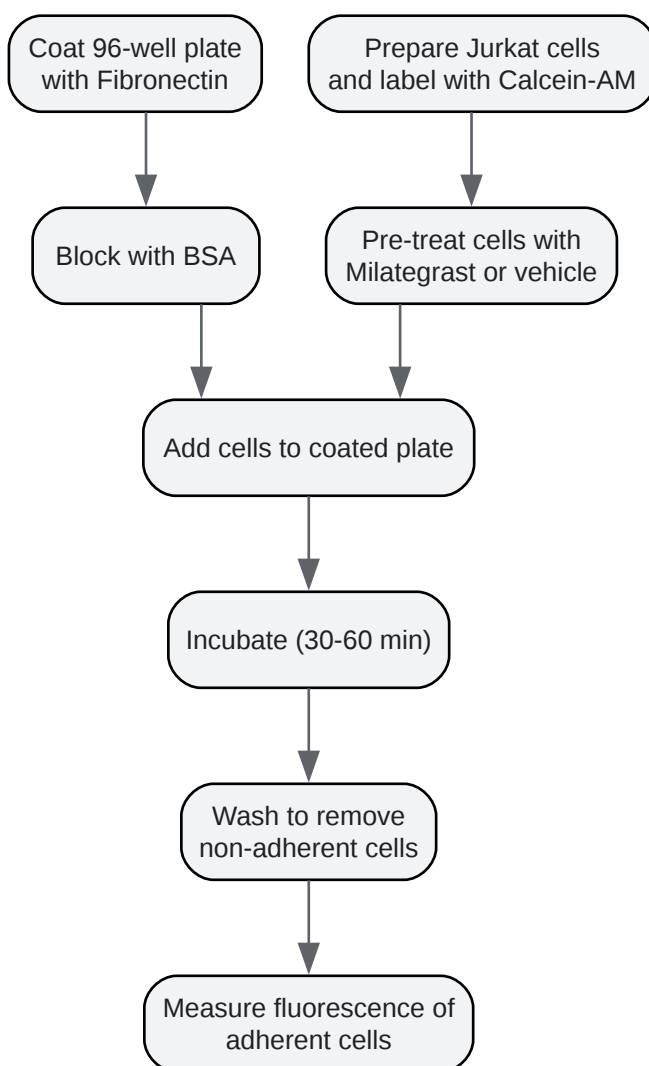 Coat 96-well plate
with Fibronectin
Prepare Jurkat cells
and label with Calcein-AM
Block with BSA
Pre-treat cells with
Milategrast or vehicle
Add cells to coated plate
Incubate (30-60 min)
Wash to remove
non-adherent cells
Measure fluorescence of
adherent cells